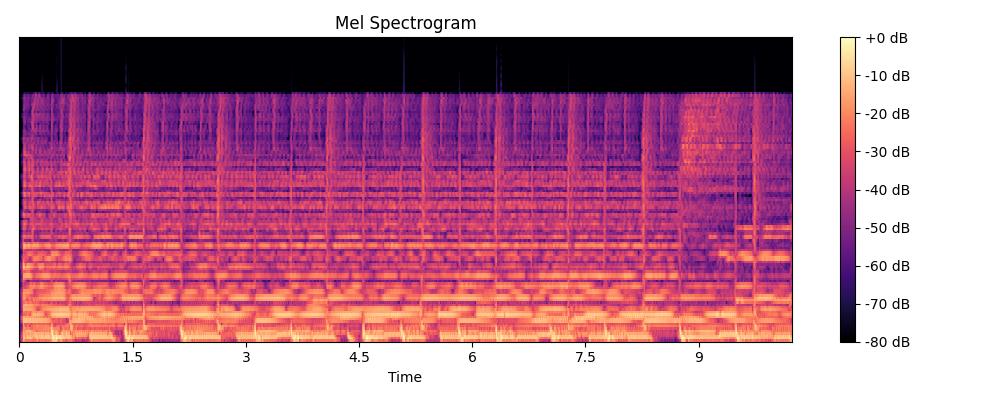 Mel Spectrogram
+0 dB
-10 dB
-20 dB
-30 dB
-40 dB
-50 dB
-60 dB
-70 dB
-80 dB
0 1.5 3 4.5 6 7.5 9
Time